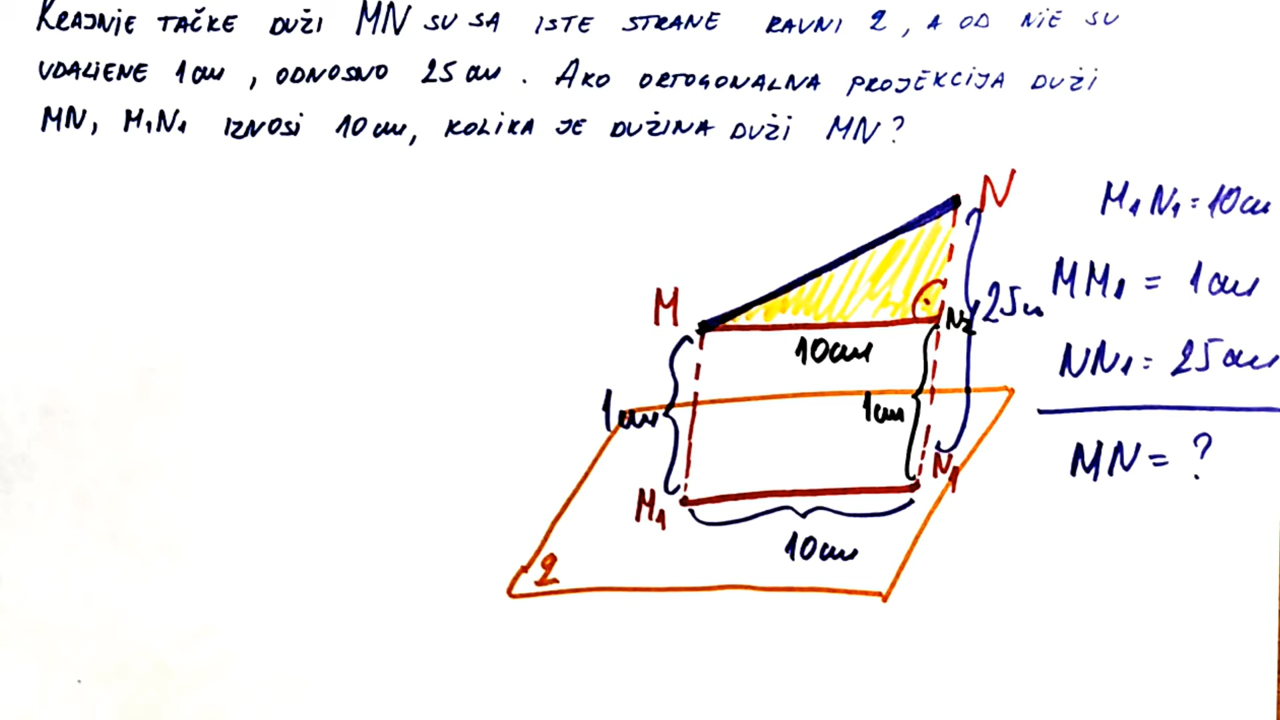 KRAJNJE TAČKE DUŽI MN SU SA ISTE STRANE RAVNI 2, A OD NJE SU
UDALJENE 1cm, ODNOSNO 25cm. AKO ORTOGONALNA PROJEKCIJA DUŽI
MN, M₁N₁ IZNOSI 10cm, KOLIKA JE DUŽINA DUŽI MN?
N
M₁N₁=10cm
M
MM₁ = 1cm
N₂
25cm
10cm
NN₁= 25cm
1cm
1cm
N₁
MN= ?
M₁
10cm
2